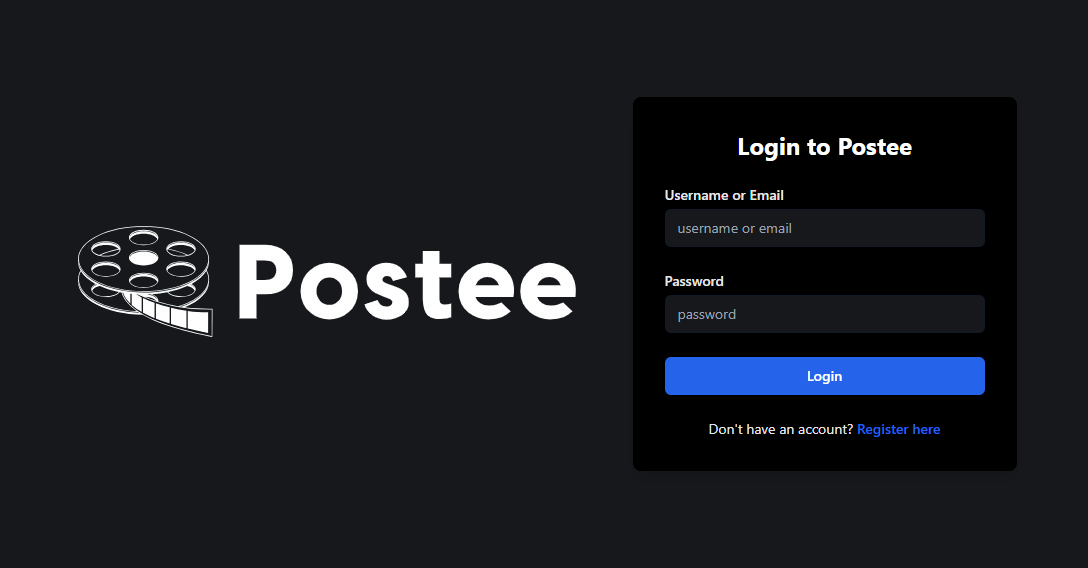 Postee
Login to Postee
Username or Email
username or email
Password
password
Login
Don't have an account? Register here